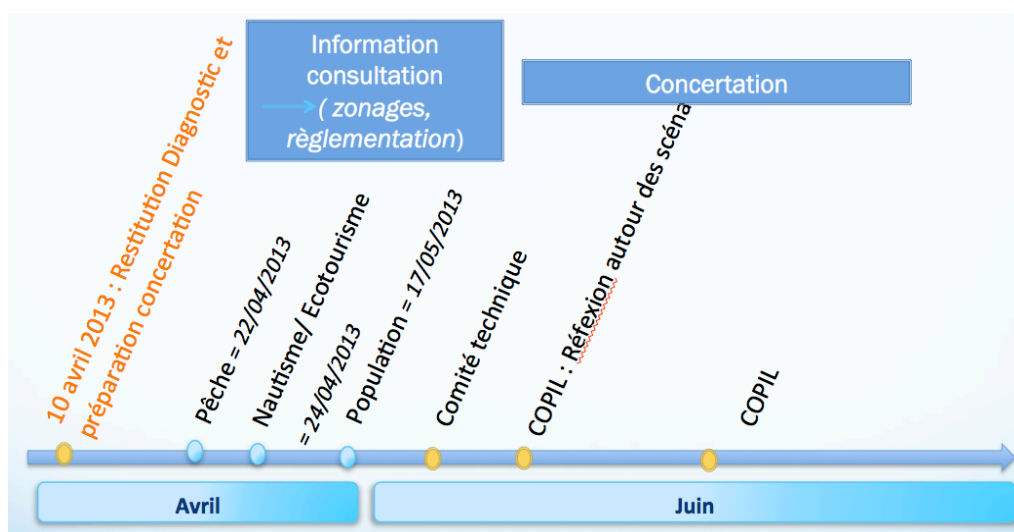 Information
consultation
( zonages,
règlementation)
Concertation
10 avril 2013 : Restitution Diagnostic et
préparation concertation
Pêche = 22/04/2013
Nautisme/ Ecotourisme
= 24/04/2013
Population = 17/05/2013
Comité technique
COPIL : Réfexion autour des scéna
COPIL
Avril
Juin